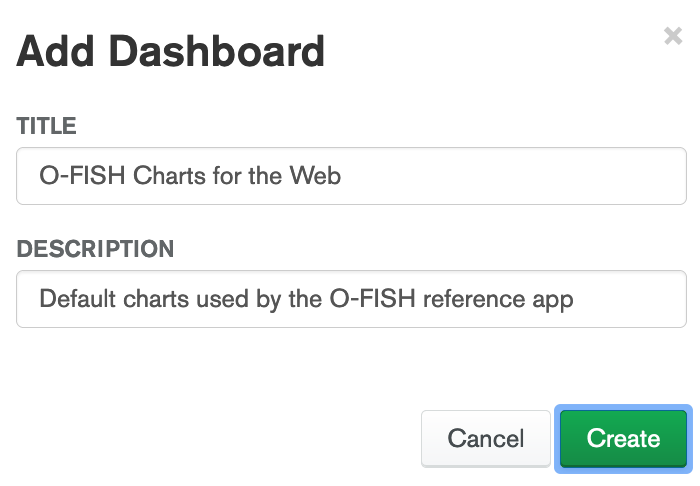 Add Dashboard
TITLE
O-FISH Charts for the Web
DESCRIPTION
Default charts used by the O-FISH reference app
Cancel Create